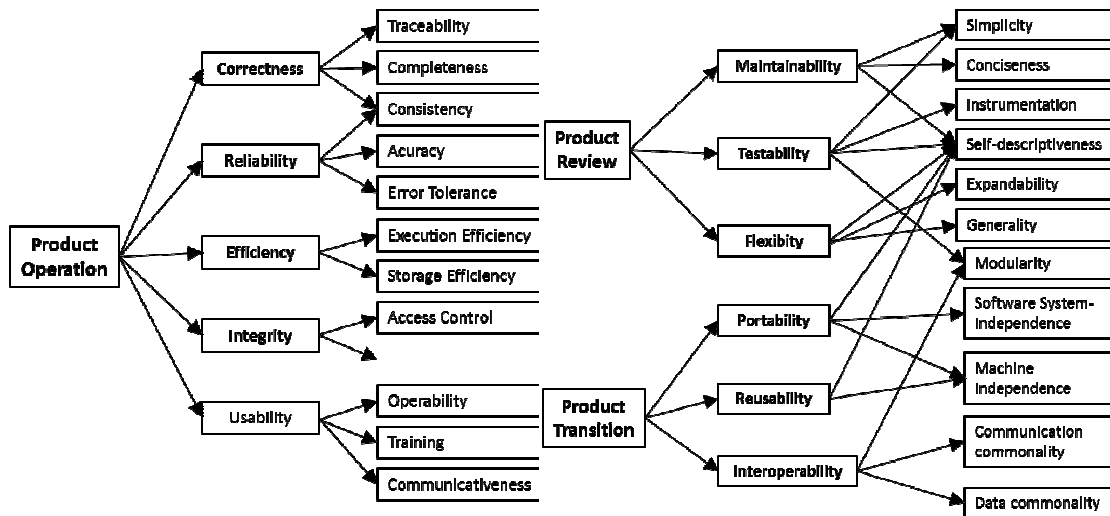 Traceability
Correctness
Completeness
Consistency
Reliability
Acuracy
Error Tolerance
Product
Operation
Efficiency
Execution Efficiency
Storage Efficiency
Integrity
Access Control
Usability
Operability
Training
Communicativeness
Product
Review
Maintainability
Testability
Flexibity
Simplicity
Conciseness
Instrumentation
Self-descriptiveness
Expandability
Generality
Modularity
Product
Transition
Portability
Reusability
Interoperability
Software System-
Independence
Machine
Independence
Communication
commonality
Data commonality